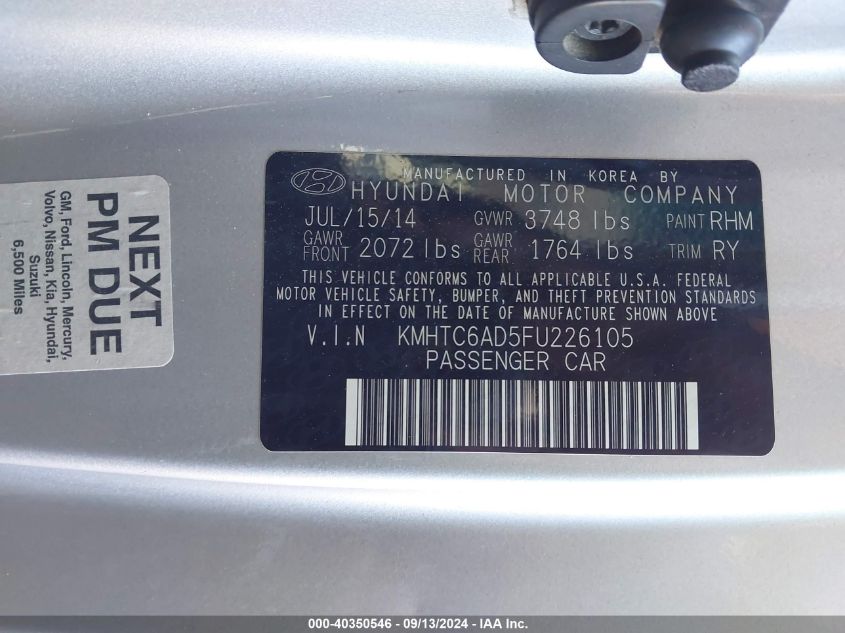 MANUFACTURED IN KOREA BY
HYUNDAI MOTOR COMPANY
JUL/15/14 GVWR 3748 lbs PAINT RHM
GAWR FRONT 2072 lbs GAWR REAR 1764 lbs TRIM RY
THIS VEHICLE CONFORMS TO ALL APPLICABLE U.S.A. FEDERAL
MOTOR VEHICLE SAFETY, BUMPER, AND THEFT PREVENTION STANDARDS
IN EFFECT ON THE DATE OF MANUFACTURE SHOWN ABOVE
V.I.N KMHTC6AD5FU226105
PASSENGER CAR
NEXT
PM DUE
GM, Ford, Lincoln, Mercury,
Volvo, Nissan, Kia, Hyundai,
Suzuki
6,500 Miles
000-40350546 - 09/13/2024 - IAA Inc.